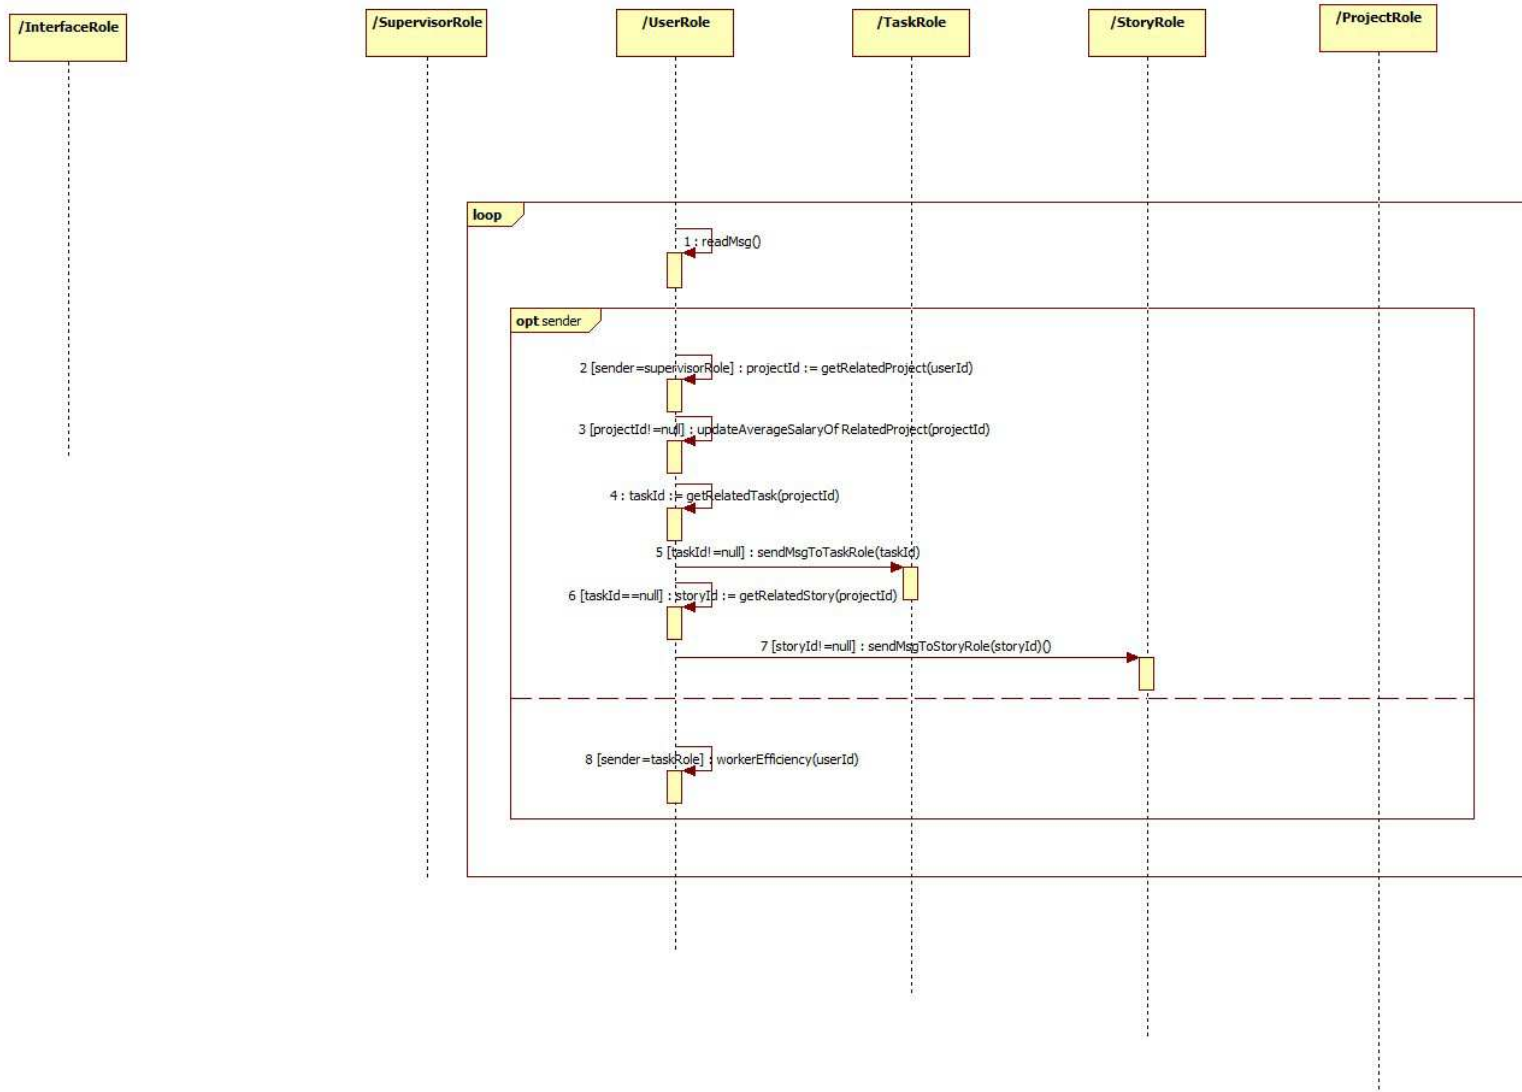 /InterfaceRole
/SupervisorRole
/UserRole
/TaskRole
/StoryRole
/ProjectRole
loop
1 : readMsg()
opt sender
2 [sender=supervisorRole] : projectId := getRelatedProject(userId)
3 [projectId!=null] : updateAverageSalaryOf RelatedProject(projectId)
4 : taskId := getRelatedTask(projectId)
5 [taskId!=null] : sendMsgToTaskRole(taskId)
6 [taskId==null] : storyId := getRelatedStory(projectId)
7 [storyId!=null] : sendMsgToStoryRole(storyId)()
8 [sender=taskRole] : workerEfficiency(userId)